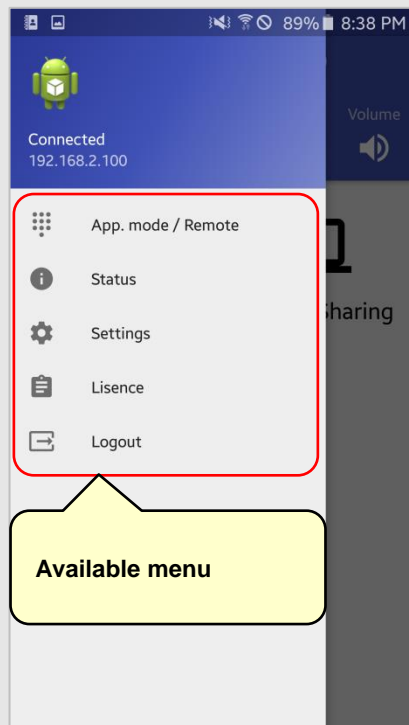 89% 8:38 PM
Connected
192.168.2.100
Volume
App. mode / Remote
Status
haring
Settings
Lisence
Logout
Available menu